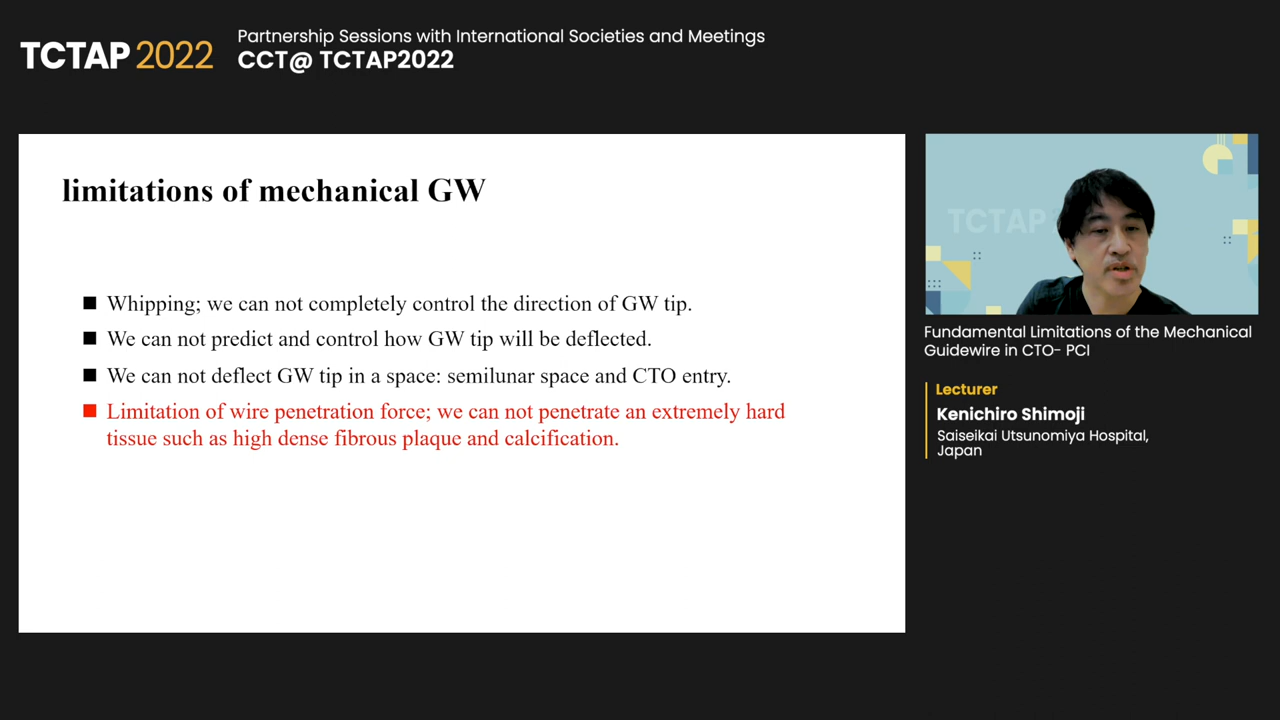 TCTAP 2022
Partnership Sessions with International Societies and Meetings
CCT@ TCTAP2022
limitations of mechanical GW
Whipping; we can not completely control the direction of GW tip.
We can not predict and control how GW tip will be deflected.
We can not deflect GW tip in a space: semilunar space and CTO entry.
Limitation of wire penetration force; we can not penetrate an extremely hard
tissue such as high dense fibrous plaque and calcification.
TCTAP
Fundamental Limitations of the Mechanical
Guidewire in CTO- PCI
Lecturer
Kenichiro Shimoji
Saiseikai Utsunomiya Hospital,
Japan